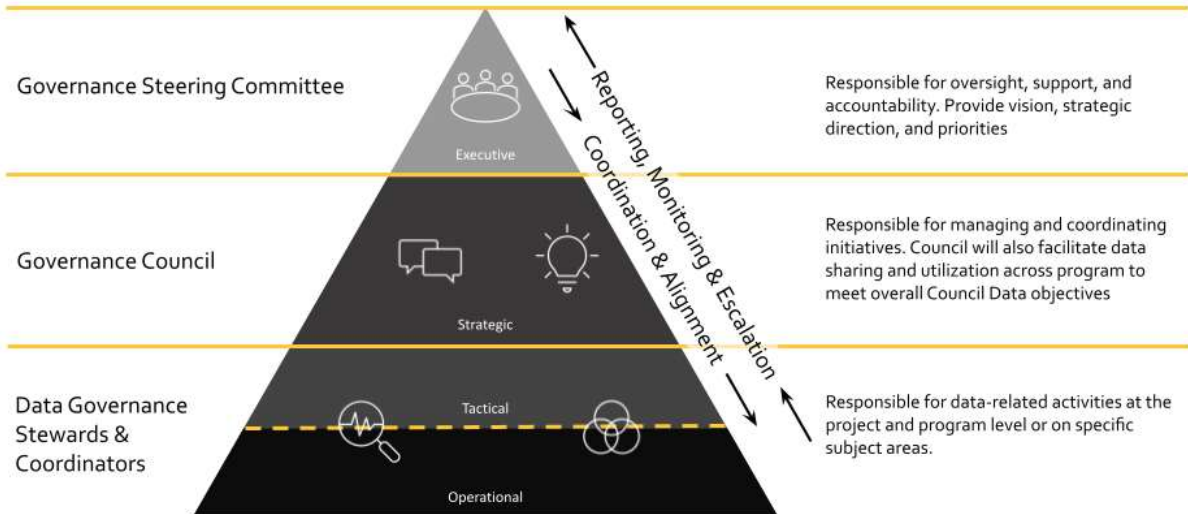 Governance Steering Committee
Executive
Responsible for oversight, support, and
accountability. Provide vision, strategic
direction, and priorities
Reporting, Monitoring & Escalation
Coordination & Alignment
Governance Council
Strategic
Responsible for managing and coordinating
initiatives. Council will also facilitate data
sharing and utilization across program to
meet overall Council Data objectives
Data Governance
Stewards &
Coordinators
Tactical
Operational
Responsible for data-related activities at the
project and program level or on specific
subject areas.